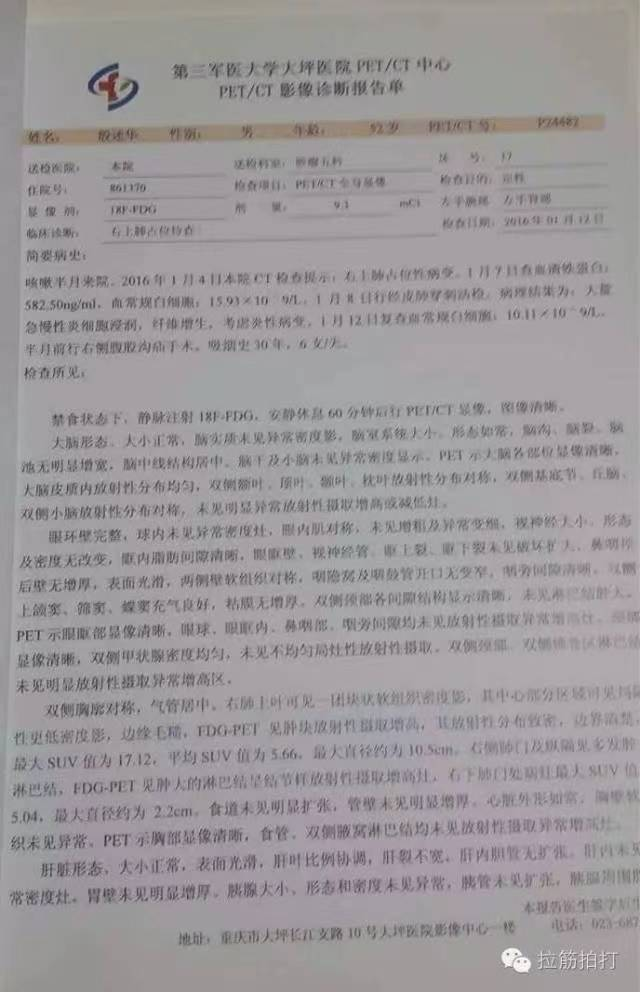 第三军医大学大坪医院 PET/CT 中心
PET/CT 影像诊断报告单
姓名： 殷述华 性别： 男 年龄： 52 岁 PET/CT 号： P24482
送检医院： 本院 送检科室：肿瘤五科 床 号： 17
住院号： 861370 检查项目：PET/CT 全身显像 检查目的：定性
显 像 剂： 18F-FDG 剂 量： 9.1 mCi
临床诊断： 右上肺占位待查 检查日期：2016 年 01 月 12 日
简要病史：
咳嗽半月来院。2016 年 1 月 4 日本院 CT 检查提示：右上肺占位性病变。1 月 7 日查血清铁蛋白：
582.50ng/ml，血常规白细胞：15.93×10^9/L。1 月 8 日行经皮肺穿刺活检，病理结果为：大量
急慢性炎细胞浸润，纤维增生，考虑炎性病变。1 月 12 日复查血常规白细胞：10.11×10^9/L。
半月前行右侧腹股沟疝手术。吸烟史 30 年，6 支/天。
检查所见：
禁食状态下，静脉注射 18F-FDG，安静休息 60 分钟后行 PET/CT 显像，图像清晰。
大脑形态、大小正常，脑实质未见异常密度影，脑室系统大小、形态如常，脑沟、脑裂、脑
池无明显增宽，脑中线结构居中。脑干及小脑未见异常密度显示。PET 示大脑各部位显像清晰，
大脑皮质内放射性分布均匀，双侧额叶、顶叶、颞叶、枕叶放射性分布对称，双侧基底节、丘脑、
双侧小脑放射性分布对称，未见明显异常放射性摄取增高或减低灶。
眼环壁完整，球内未见异常密度灶，眼内肌对称，未见增粗及异常变细，视神经大小、形态
及密度无改变，眶内脂肪间隙清晰，眼眶壁、视神经管、眶上裂、眶下裂未见破坏扩大。鼻咽顶
后壁无增厚，表面光滑，两侧壁软组织对称，咽隐窝及咽鼓管开口无变窄，咽旁间隙清晰。双侧
上颌窦、筛窦、蝶窦充气良好，粘膜无增厚。双侧颈部各间隙结构显示清晰，未见淋巴结肿大。
PET 示眼眶部显像清晰，眼球、眼眶内、鼻咽部、咽旁间隙均未见放射性摄取异常增高灶。颈部
显像清晰，双侧甲状腺密度均匀，未见不均匀局灶性放射性摄取。双侧颈部、双侧锁骨区淋巴结
未见明显放射性摄取异常增高区。
双侧胸廓对称，气管居中。右肺上叶可见一团块状软组织密度影，其中心部分区域可见局限
性更低密度影，边缘毛糙，FDG-PET 见肿块放射性摄取增高，其放射性分布致密，边界清楚，
最大 SUV 值为 17.12，平均 SUV 值为 5.66，最大直径约为 10.5cm。右侧肺门及纵隔见多发肿
淋巴结，FDG-PET 见肿大的淋巴结呈结节样放射性摄取增高灶，右下肺门处病灶最大 SUV 值
5.04，最大直径约为 2.2cm。食道未见明显扩张，管壁未见明显增厚。心脏外形如常。胸壁软
织未见异常。PET 示胸部显像清晰，食管、双侧腋窝淋巴结均未见放射性摄取异常增高灶。
肝脏形态、大小正常，表面光滑，肝叶比例协调，肝裂不宽，肝内胆管无扩张。肝内未见
常密度灶。胃壁未见明显增厚。胰腺大小、形态和密度未见异常，胰管未见扩张，胰腺周围脂
本报告医生签字后生
地址：重庆市大坪长江支路 10 号大坪医院影像中心一楼 电话：023-687
拉筋拍打